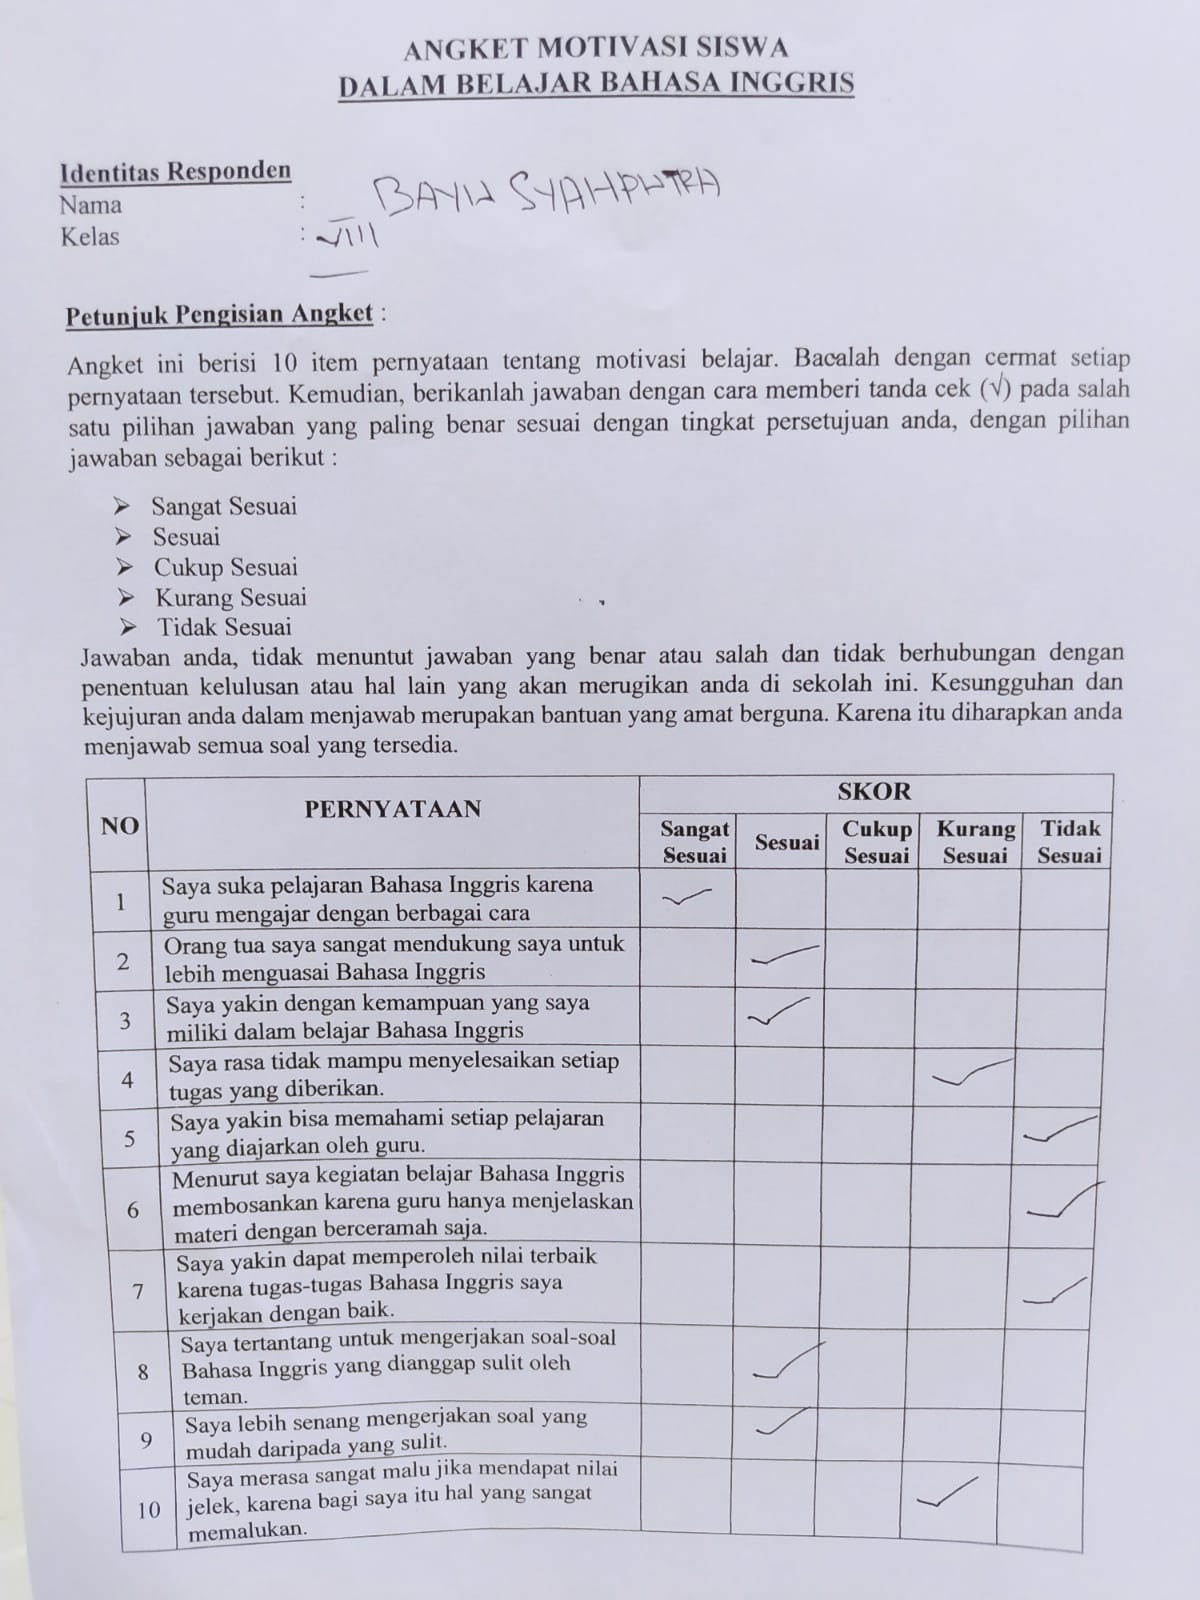 ANGKET MOTIVASI SISWA
DALAM BELAJAR BAHASA INGGRIS
Identitas Responden
Nama : BAYU SYAHPUTRA
Kelas : VIII
Petunjuk Pengisian Angket :
Angket ini berisi 10 item pernyataan tentang motivasi belajar. Bacalah dengan cermat setiap
pernyataan tersebut. Kemudian, berikanlah jawaban dengan cara memberi tanda cek (√) pada salah
satu pilihan jawaban yang paling benar sesuai dengan tingkat persetujuan anda, dengan pilihan
jawaban sebagai berikut :
➢ Sangat Sesuai
➢ Sesuai
➢ Cukup Sesuai
➢ Kurang Sesuai
➢ Tidak Sesuai
Jawaban anda, tidak menuntut jawaban yang benar atau salah dan tidak berhubungan dengan
penentuan kelulusan atau hal lain yang akan merugikan anda di sekolah ini. Kesungguhan dan
kejujuran anda dalam menjawab merupakan bantuan yang amat berguna. Karena itu diharapkan anda
menjawab semua soal yang tersedia.
NO PERNYATAAN SKOR
Sangat Sesuai Sesuai Cukup Sesuai Kurang Sesuai Tidak Sesuai
1 Saya suka pelajaran Bahasa Inggris karena ✓
guru mengajar dengan berbagai cara
2 Orang tua saya sangat mendukung saya untuk ✓
lebih menguasai Bahasa Inggris
3 Saya yakin dengan kemampuan yang saya ✓
miliki dalam belajar Bahasa Inggris
4 Saya rasa tidak mampu menyelesaikan setiap ✓
tugas yang diberikan.
5 Saya yakin bisa memahami setiap pelajaran ✓
yang diajarkan oleh guru.
6 Menurut saya kegiatan belajar Bahasa Inggris ✓
membosankan karena guru hanya menjelaskan
materi dengan berceramah saja.
7 Saya yakin dapat memperoleh nilai terbaik ✓
karena tugas-tugas Bahasa Inggris saya
kerjakan dengan baik.
8 Saya tertantang untuk mengerjakan soal-soal ✓
Bahasa Inggris yang dianggap sulit oleh
teman.
9 Saya lebih senang mengerjakan soal yang ✓
mudah daripada yang sulit.
10 Saya merasa sangat malu jika mendapat nilai ✓
jelek, karena bagi saya itu hal yang sangat
memalukan.